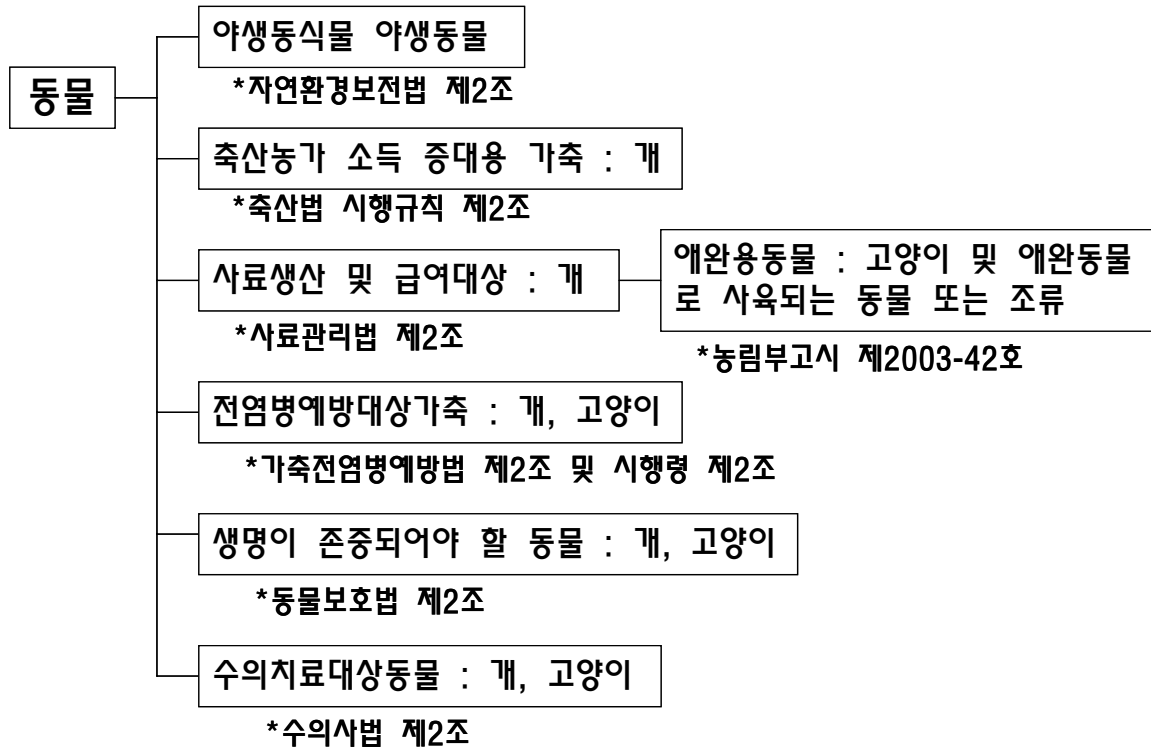 야생동식물 야생동물
*자연환경보전법 제2조
동물
축산농가 소득 증대용 가축 : 개
*축산법 시행규칙 제2조
사료생산 및 급여대상 : 개
*사료관리법 제2조
애완용동물 : 고양이 및 애완동물
로 사육되는 동물 또는 조류
*농림부고시 제2003-42호
전염병예방대상가축 : 개, 고양이
*가축전염병예방법 제2조 및 시행령 제2조
생명이 존중되어야 할 동물 : 개, 고양이
*동물보호법 제2조
수의치료대상동물 : 개, 고양이
*수의사법 제2조